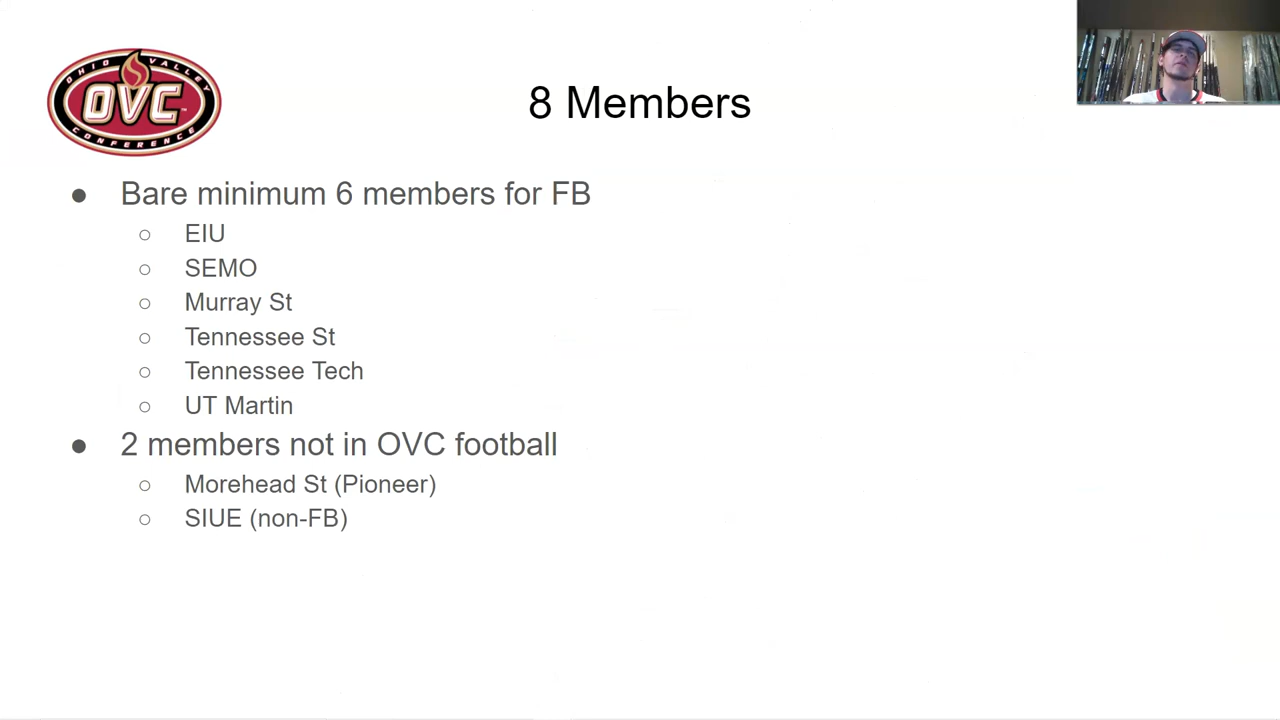 OHIO VALLEY
OVC
CONFERENCE
8 Members
● Bare minimum 6 members for FB
○ EIU
○ SEMO
○ Murray St
○ Tennessee St
○ Tennessee Tech
○ UT Martin
● 2 members not in OVC football
○ Morehead St (Pioneer)
○ SIUE (non-FB)